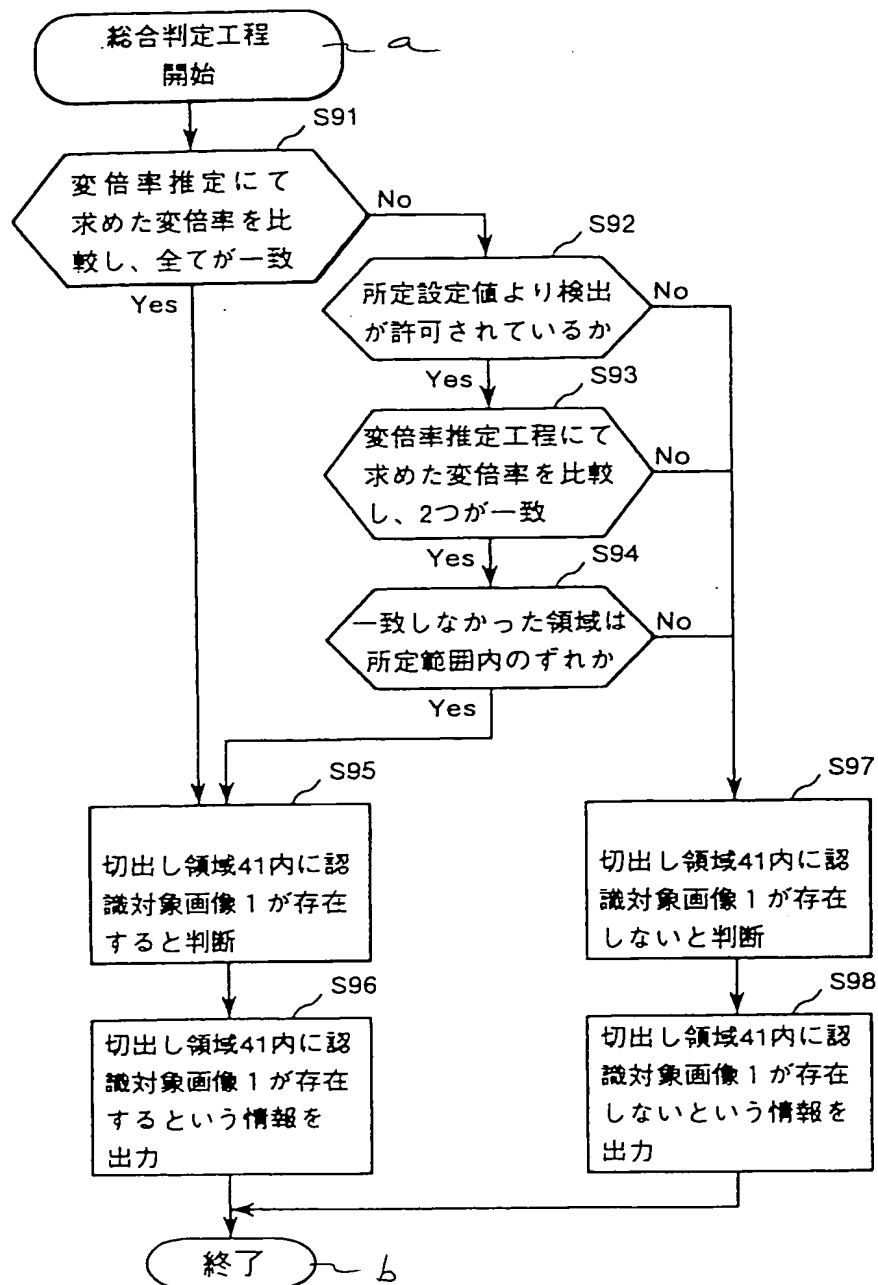 総合判定工程
開始
a
S91
変倍率推定にて
求めた変倍率を比
較し、全てが一致
No
Yes
S92
所定設定値より検出
が許可されているか
No
Yes
S93
変倍率推定工程にて
求めた変倍率を比較
し、2つが一致
No
Yes
S94
一致しなかった領域は
所定範囲内のずれか
No
Yes
S95
切出し領域41内に認
識対象画像1が存在
すると判断
S97
切出し領域41内に認
識対象画像1が存在
しないと判断
S96
切出し領域41内に認
識対象画像1が存在
するという情報を
出力
S98
切出し領域41内に認
識対象画像1が存在
しないという情報を
出力
終了
b